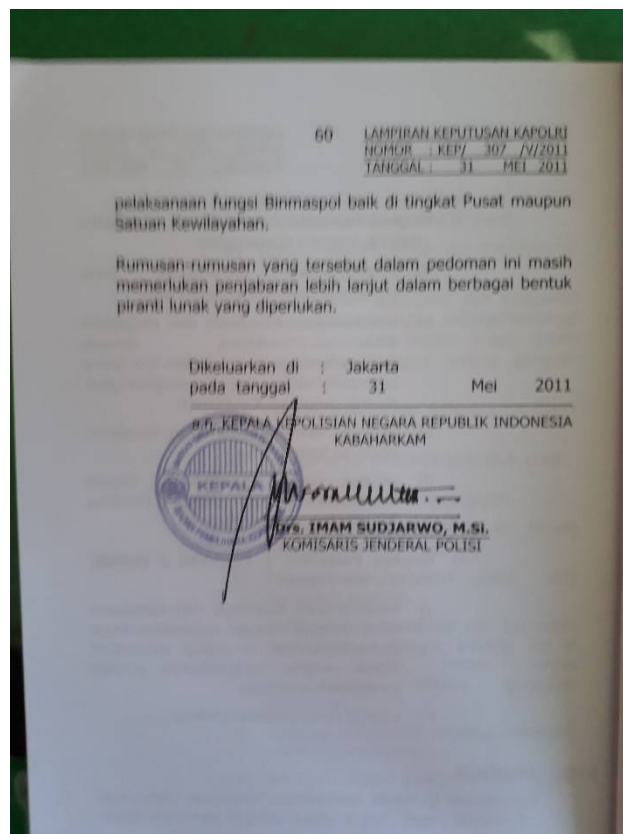 60
LAMPIRAN KEPUTUSAN KAPOLRI
NOMOR : KEP/ 307 /V/2011
TANGGAL : 31 MEI 2011
pelaksanaan fungsi Binmaspol baik di tingkat Pusat maupun
Satuan Kewilayahan.
Rumusan-rumusan yang tersebut dalam pedoman ini masih
memerlukan penjabaran lebih lanjut dalam berbagai bentuk
piranti lunak yang diperlukan.
Dikeluarkan di : Jakarta
pada tanggal : 31 Mei 2011
a.n. KEPALA KEPOLISIAN NEGARA REPUBLIK INDONESIA
KABAHARKAM
KEPALA
Drs. IMAM SUDJARWO, M.Si.
KOMISARIS JENDERAL POLISI